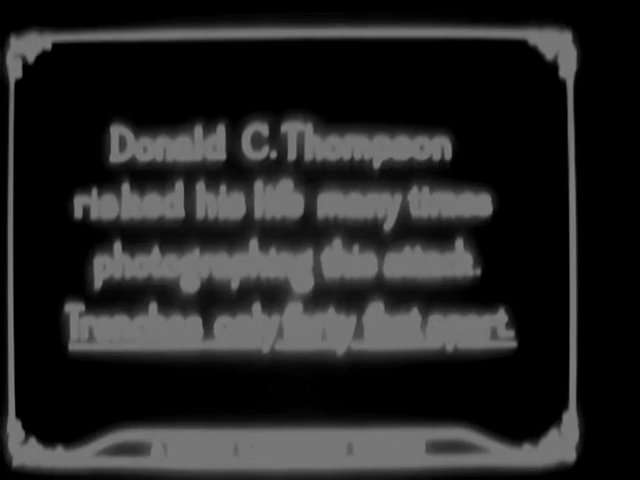 Donald C. Thompson
risked his life many times
photographing this attack.
Trenches only forty feet apart.